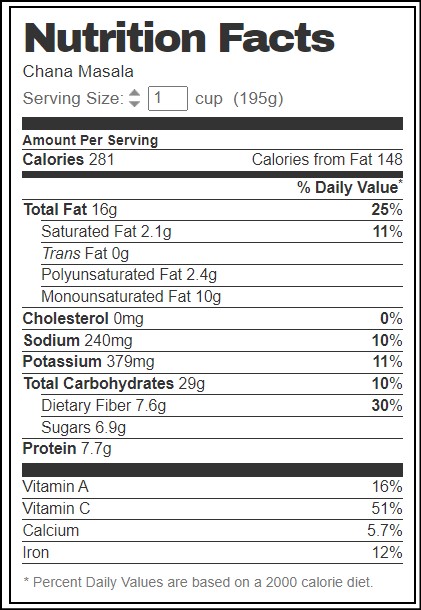 Nutrition Facts
Chana Masala
Serving Size: 1 cup (195g)
Amount Per Serving
Calories 281 Calories from Fat 148
% Daily Value*
Total Fat 16g 25%
Saturated Fat 2.1g 11%
Trans Fat 0g
Polyunsaturated Fat 2.4g
Monounsaturated Fat 10g
Cholesterol 0mg 0%
Sodium 240mg 10%
Potassium 379mg 11%
Total Carbohydrates 29g 10%
Dietary Fiber 7.6g 30%
Sugars 6.9g
Protein 7.7g
Vitamin A 16%
Vitamin C 51%
Calcium 5.7%
Iron 12%
* Percent Daily Values are based on a 2000 calorie diet.